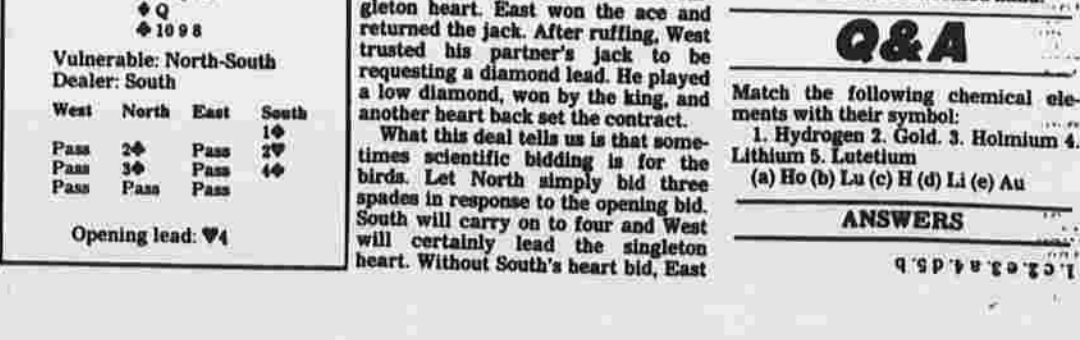 ♦ Q
♣ 10 9 8
Vulnerable: North-South
Dealer: South
West North East South
1♠
Pass 2♣ Pass 2♥
Pass 3♠ Pass 4♠
Pass Pass Pass
Opening lead: ♥4
gleton heart. East won the ace and
returned the jack. After ruffing, West
trusted his partner's jack to be
requesting a diamond lead. He played
a low diamond, won by the king, and
another heart back set the contract.
What this deal tells us is that some-
times scientific bidding is for the
birds. Let North simply bid three
spades in response to the opening bid.
South will carry on to four and West
will certainly lead the singleton
heart. Without South's heart bid, East
Q&A
Match the following chemical ele-
ments with their symbol:
1. Hydrogen 2. Gold. 3. Holmium 4.
Lithium 5. Lutetium
(a) Ho (b) Lu (c) H (d) Li (e) Au
ANSWERS
1. c 2. e 3. a 4. d 5. b